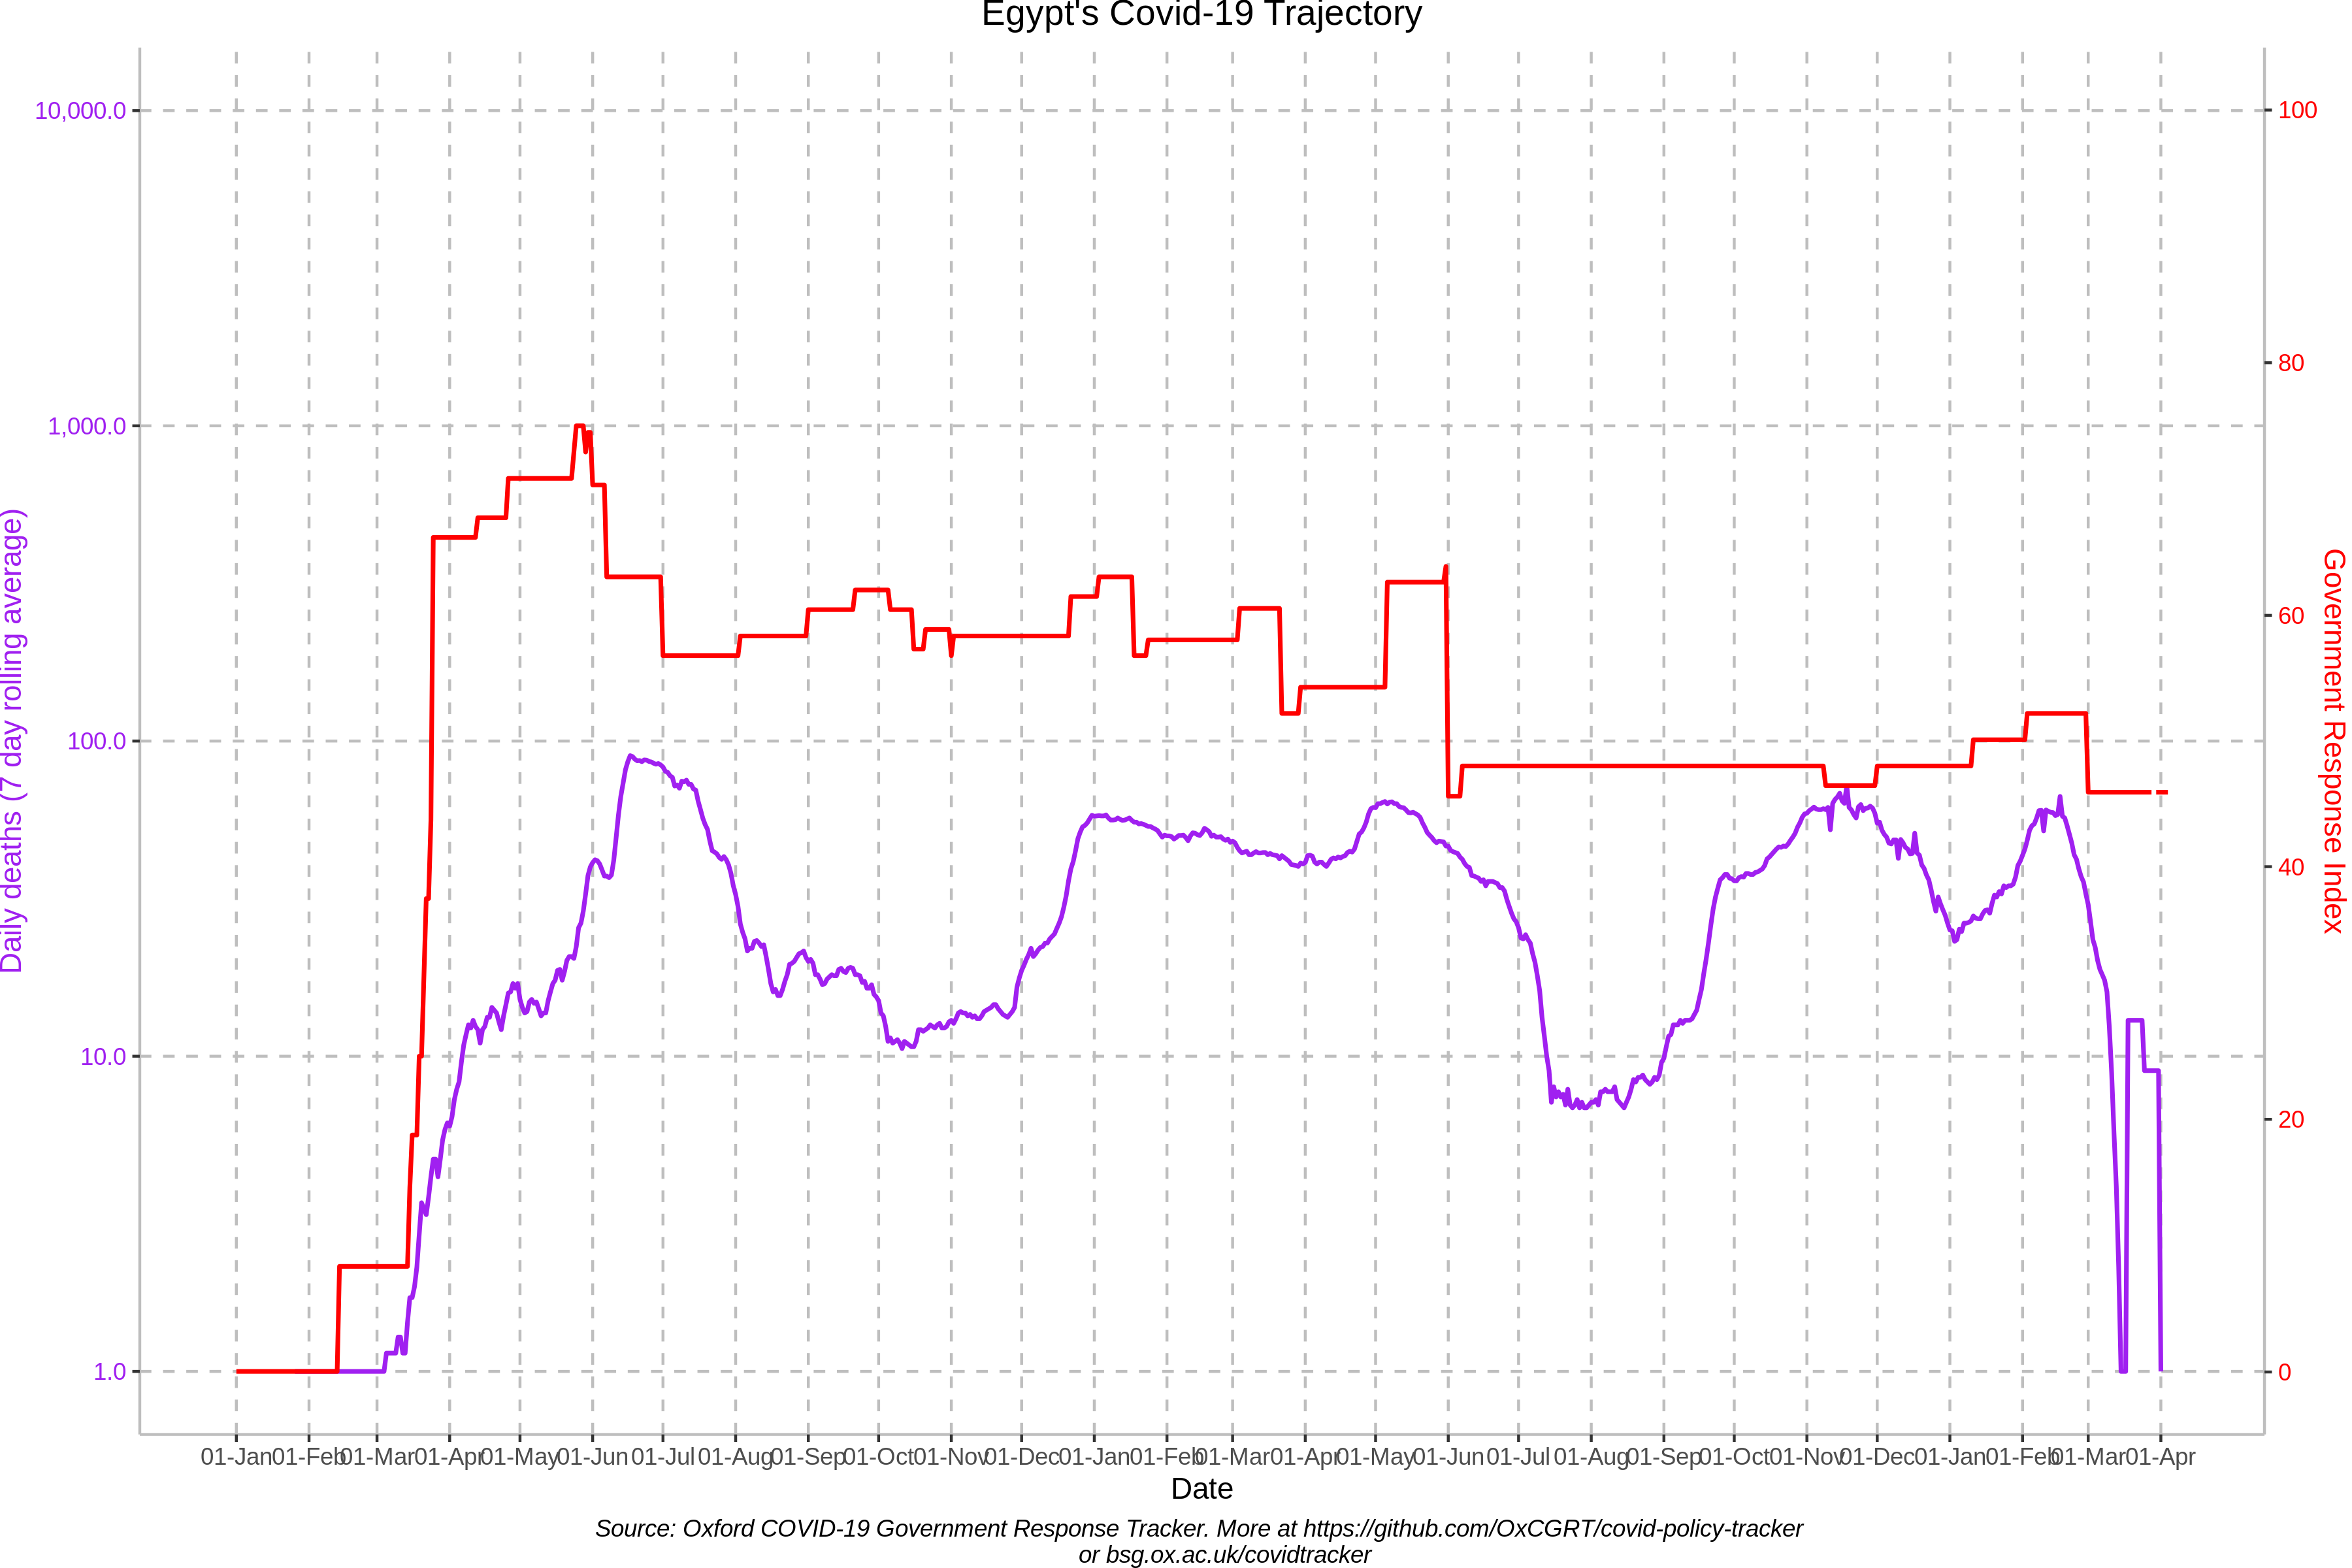 Egypt's Covid-19 Trajectory
10,000.0
1,000.0
100.0
10.0
1.0
Daily deaths (7 day rolling average)
100
80
60
40
20
0
Government Response Index
01-Jan 01-Feb 01-Mar 01-Apr 01-May 01-Jun 01-Jul 01-Aug 01-Sep 01-Oct 01-Nov 01-Dec 01-Jan 01-Feb 01-Mar 01-Apr 01-May 01-Jun 01-Jul 01-Aug 01-Sep 01-Oct 01-Nov 01-Dec 01-Jan 01-Feb 01-Mar 01-Apr
Date
Source: Oxford COVID-19 Government Response Tracker. More at https://github.com/OxCGRT/covid-policy-tracker
or bsg.ox.ac.uk/covidtracker